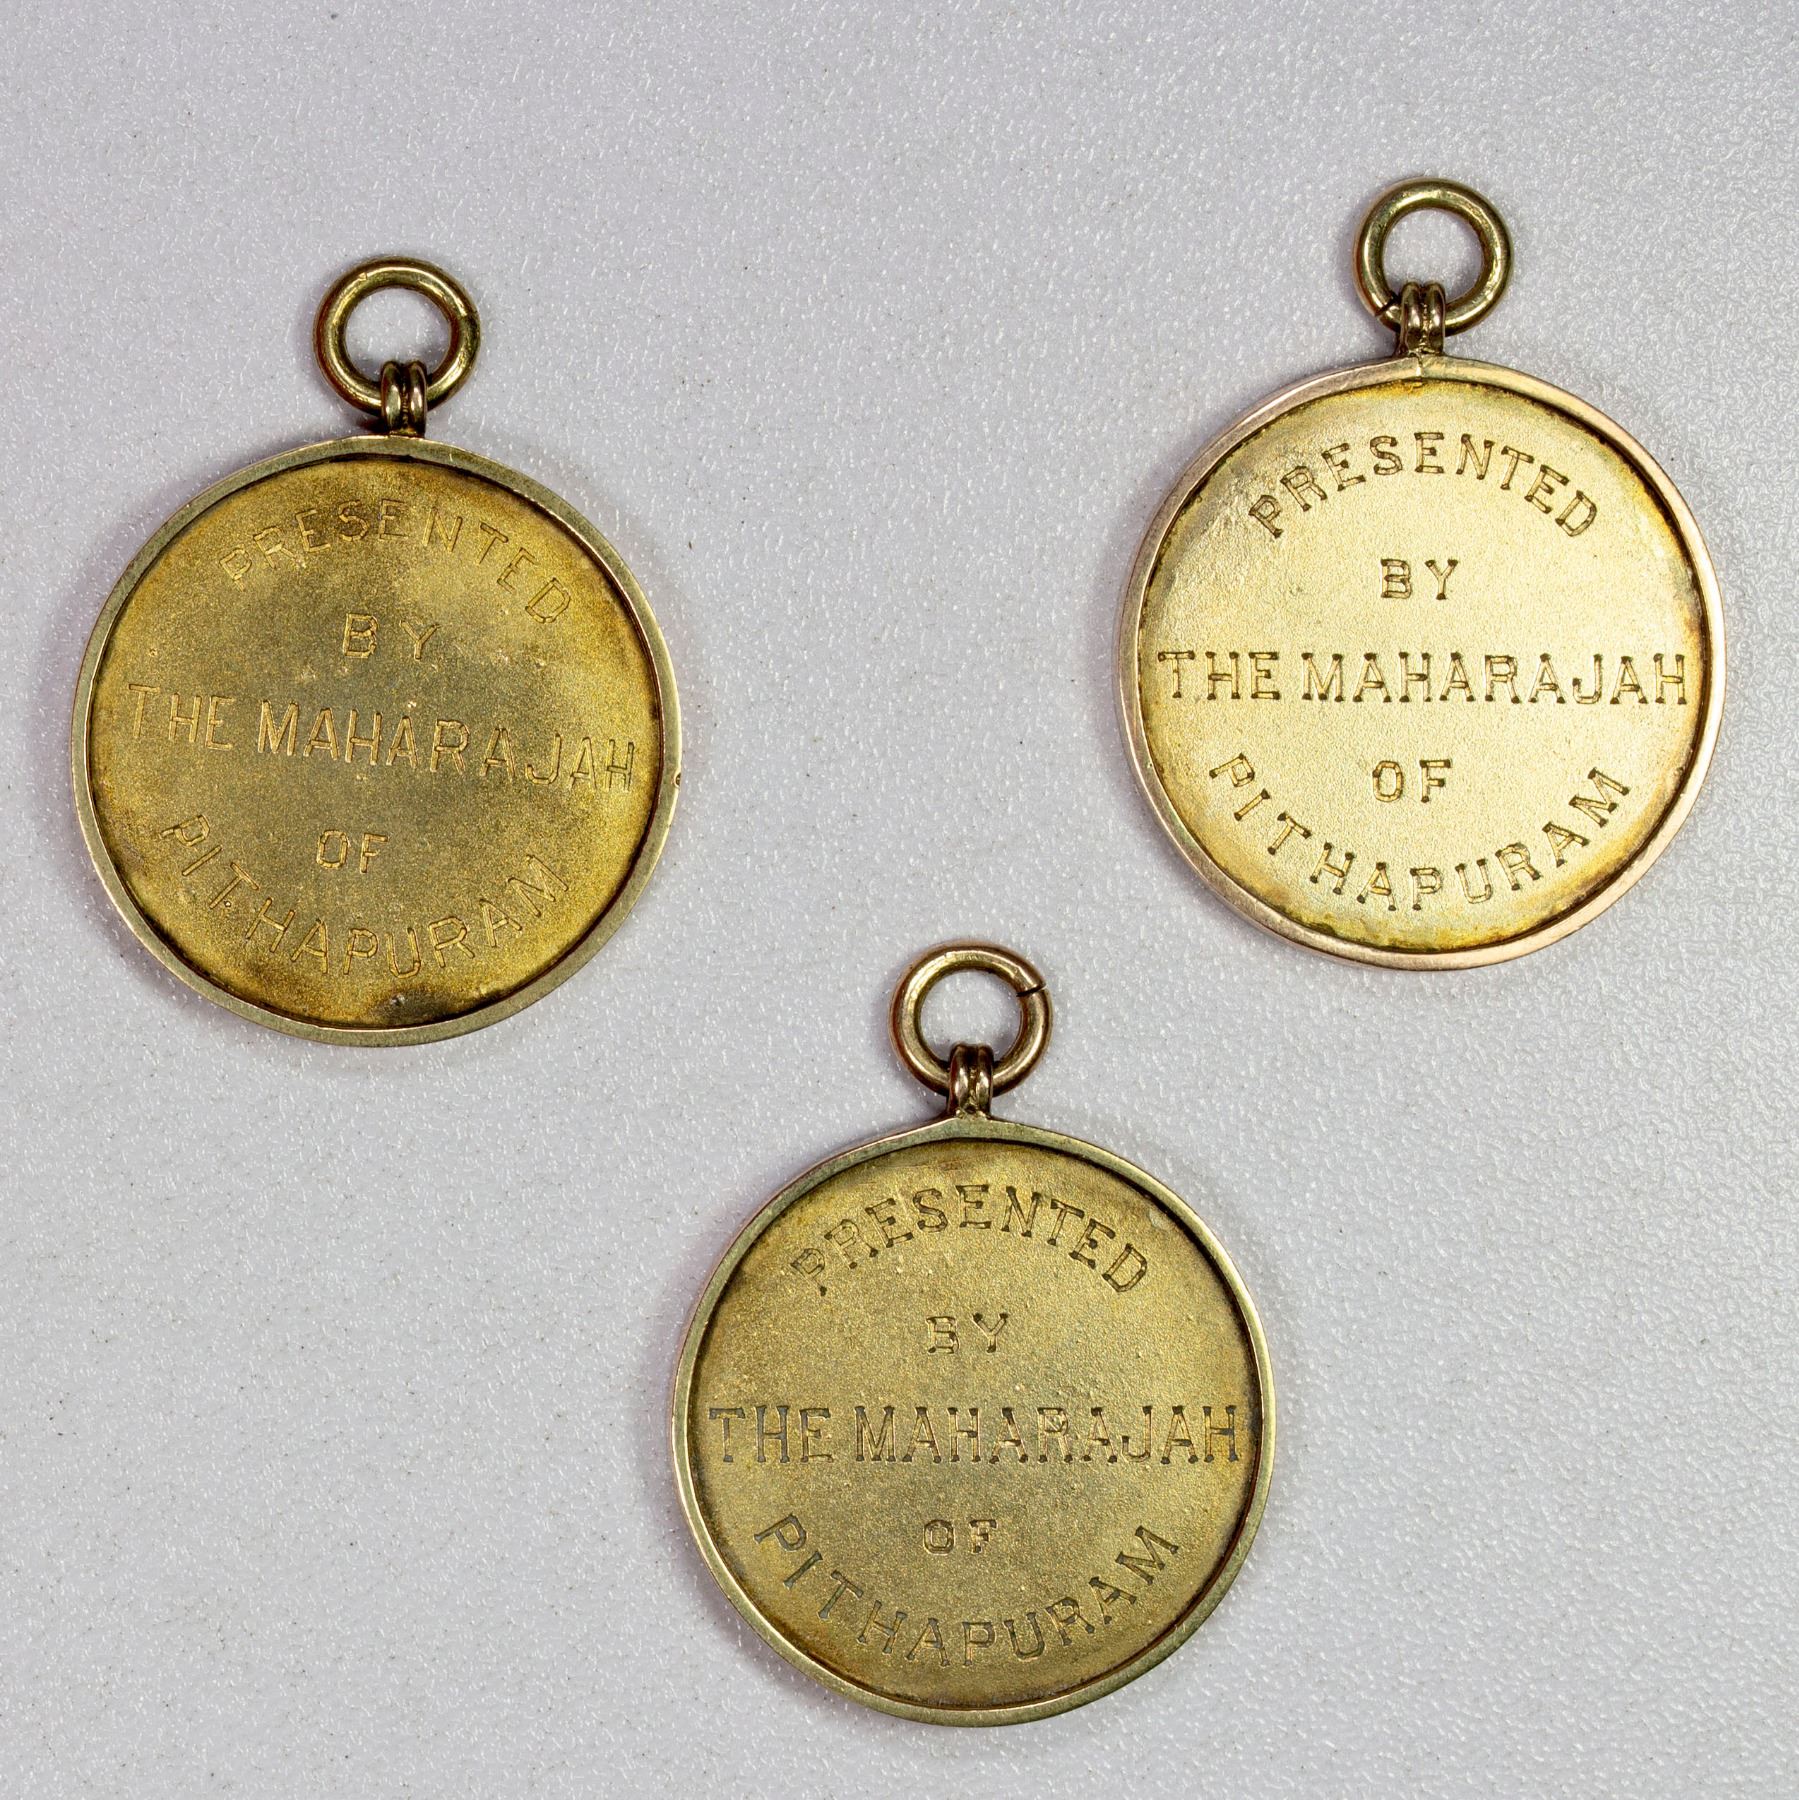 PRESENTED
BY
THE MAHARAJAH
OF
PITHAPURAM
PRESENTED
BY
THE MAHARAJAH
OF
PITHAPURAM
PRESENTED
BY
THE MAHARAJAH
OF
PITHAPURAM